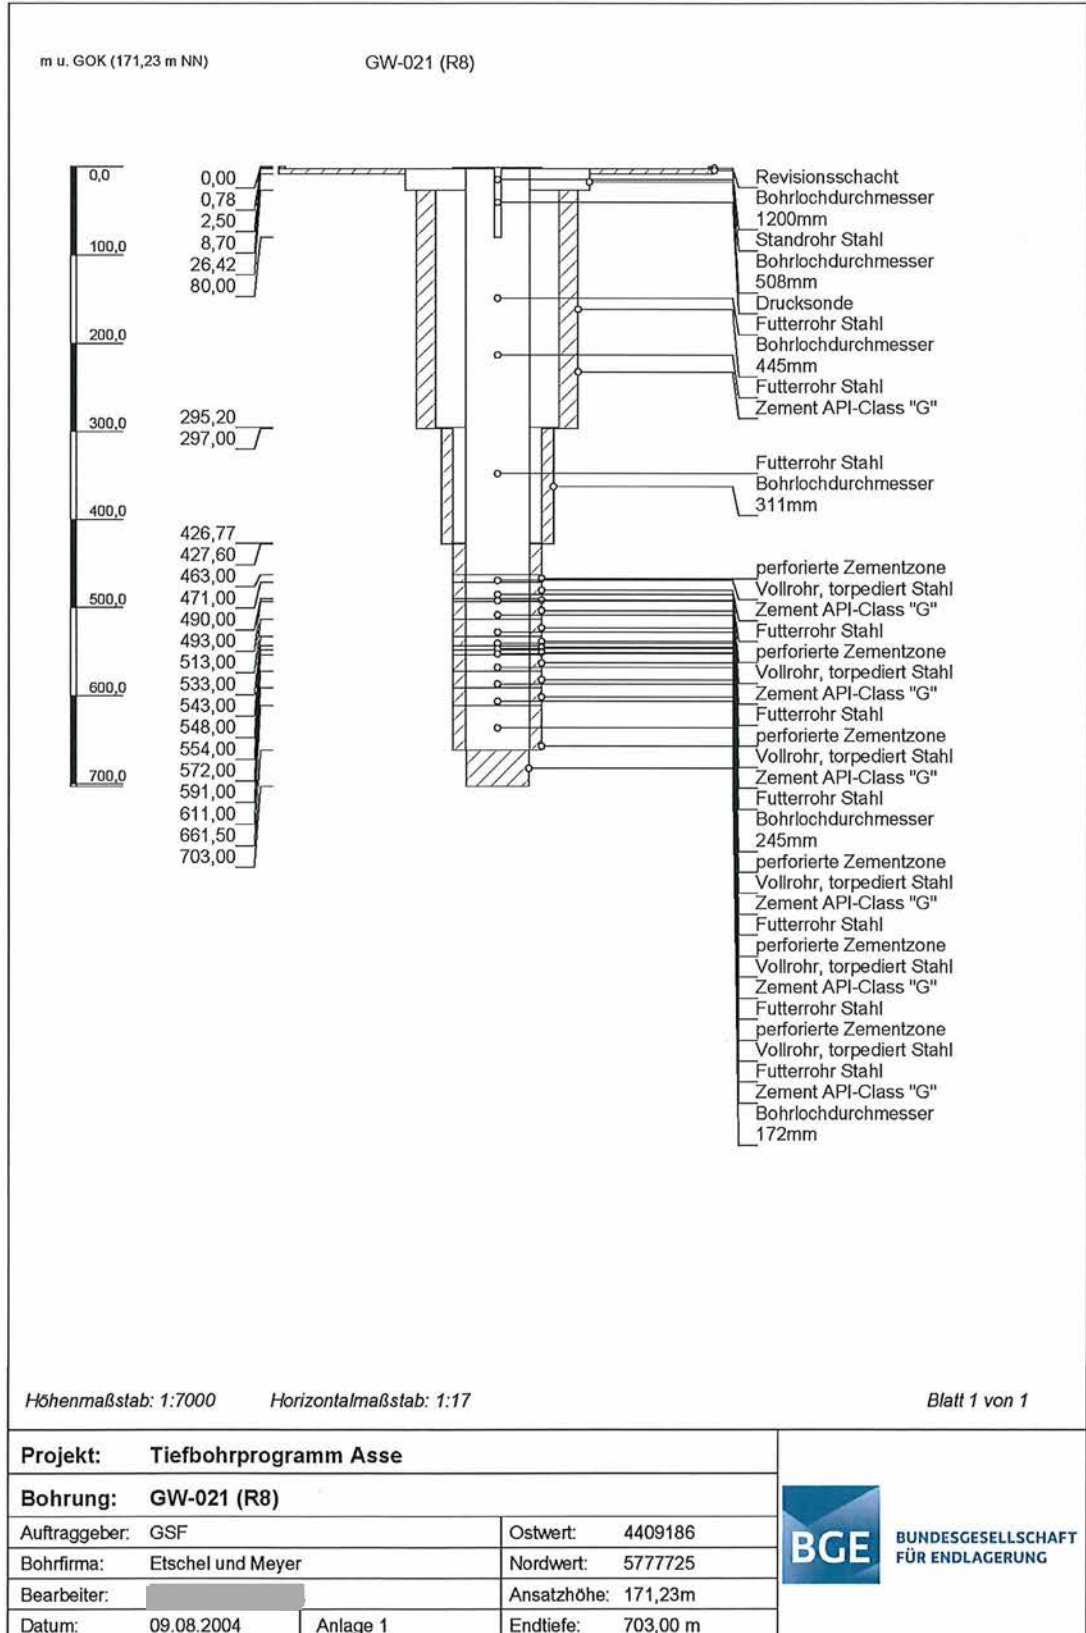 m u. GOK (171,23 m NN)
GW-021 (R8)
0,0
100,0
200,0
300,0
400,0
500,0
600,0
700,0
0,00
0,78
2,50
8,70
26,42
80,00
295,20
297,00
426,77
427,60
463,00
471,00
490,00
493,00
513,00
533,00
543,00
548,00
554,00
572,00
591,00
611,00
661,50
703,00
Revisionsschacht
Bohrlochdurchmesser
1200mm
Standrohr Stahl
Bohrlochdurchmesser
508mm
Drucksonde
Futterrohr Stahl
Bohrlochdurchmesser
445mm
Futterrohr Stahl
Zement API-Class "G"
Futterrohr Stahl
Bohrlochdurchmesser
311mm
perforierte Zementzone
Vollrohr, torpediert Stahl
Zement API-Class "G"
Futterrohr Stahl
perforierte Zementzone
Vollrohr, torpediert Stahl
Zement API-Class "G"
Futterrohr Stahl
perforierte Zementzone
Vollrohr, torpediert Stahl
Zement API-Class "G"
Futterrohr Stahl
Bohrlochdurchmesser
245mm
perforierte Zementzone
Vollrohr, torpediert Stahl
Zement API-Class "G"
Futterrohr Stahl
perforierte Zementzone
Vollrohr, torpediert Stahl
Zement API-Class "G"
Futterrohr Stahl
perforierte Zementzone
Vollrohr, torpediert Stahl
Futterrohr Stahl
Zement API-Class "G"
Bohrlochdurchmesser
172mm
Höhenmaßstab: 1:7000 Horizontalmaßstab: 1:17 Blatt 1 von 1
Projekt: Tiefbohrprogramm Asse
Bohrung: GW-021 (R8)
Auftraggeber: GSF Ostwert: 4409186
Bohrfirma: Etschel und Meyer Nordwert: 5777725
Bearbeiter: Ansatzhöhe: 171,23m
Datum: 09.08.2004 Anlage 1 Endtiefe: 703,00 m
BGE BUNDESGESELLSCHAFT
FÜR ENDLAGERUNG